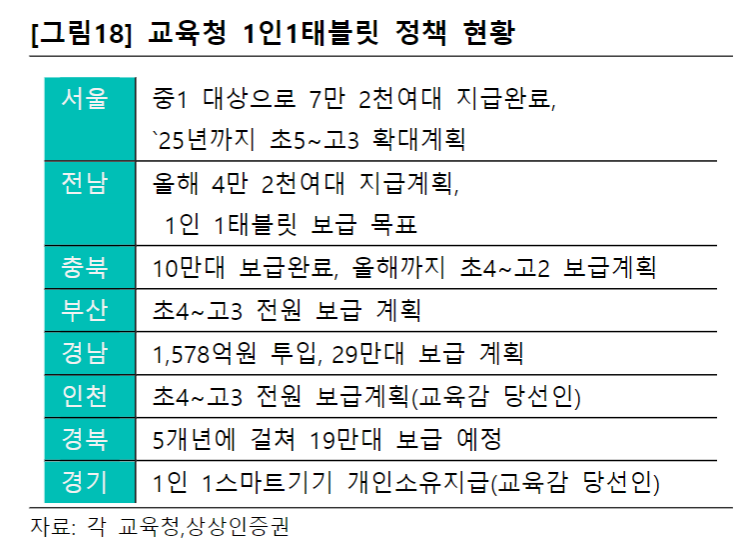 [그림18] 교육청 1인1태블릿 정책 현황
서울 중1 대상으로 7만 2천여대 지급완료,
`25년까지 초5~고3 확대계획
전남 올해 4만 2천여대 지급계획,
1인 1태블릿 보급 목표
충북 10만대 보급완료, 올해까지 초4~고2 보급계획
부산 초4~고3 전원 보급 계획
경남 1,578억원 투입, 29만대 보급 계획
인천 초4~고3 전원 보급계획(교육감 당선인)
경북 5개년에 걸쳐 19만대 보급 예정
경기 1인 1스마트기기 개인소유지급(교육감 당선인)
자료: 각 교육청,상상인증권